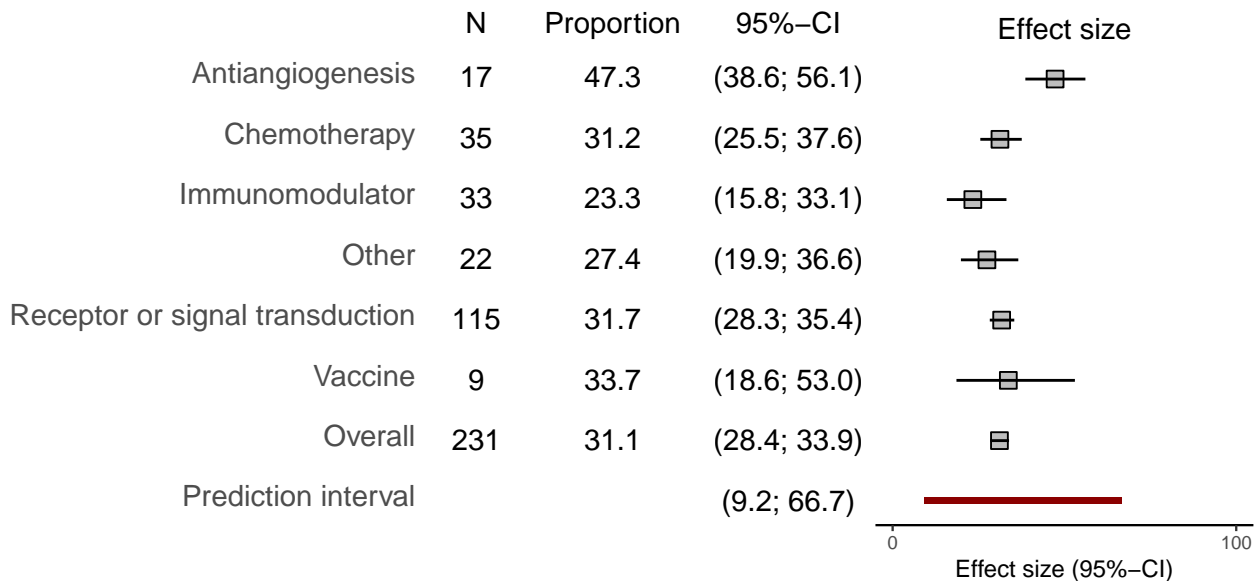 N Proportion 95%−CI Effect size
Antiangiogenesis 17 47.3 (38.6; 56.1)
Chemotherapy 35 31.2 (25.5; 37.6)
Immunomodulator 33 23.3 (15.8; 33.1)
Other 22 27.4 (19.9; 36.6)
Receptor or signal transduction 115 31.7 (28.3; 35.4)
Vaccine 9 33.7 (18.6; 53.0)
Overall 231 31.1 (28.4; 33.9)
Prediction interval (9.2; 66.7)
0 100
Effect size (95%−CI)